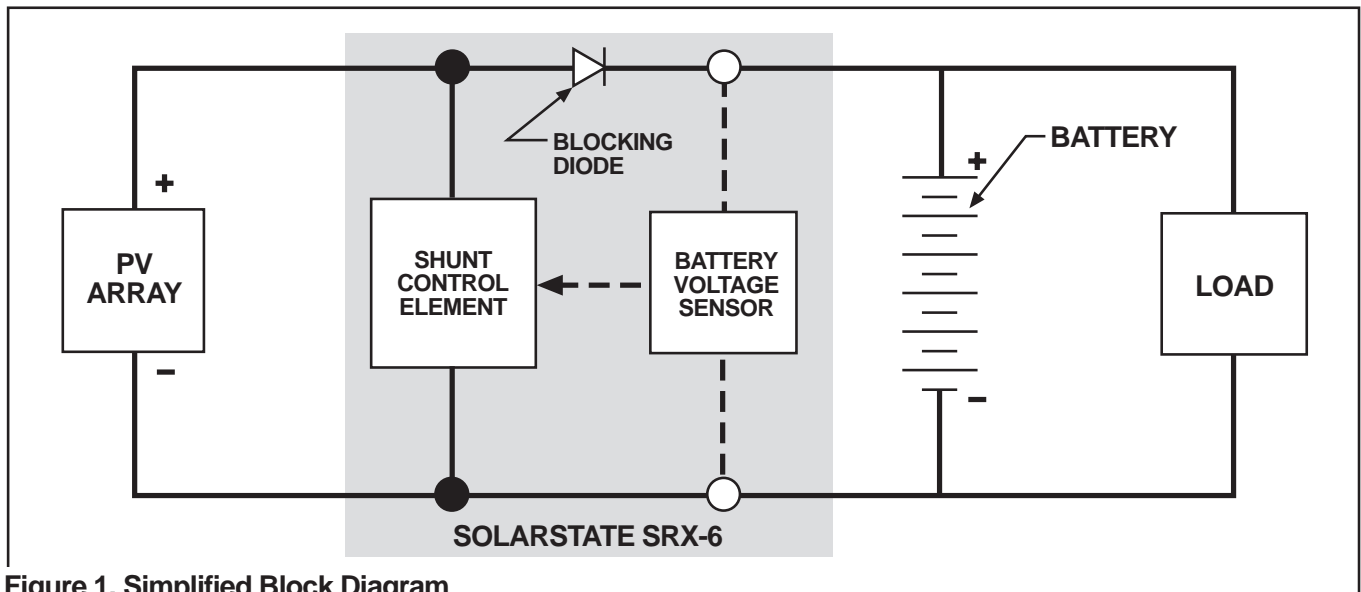 BLOCKING
DIODE
BATTERY
+
+
PV
ARRAY
SHUNT
CONTROL
ELEMENT
BATTERY
VOLTAGE
SENSOR
LOAD
–
–
SOLARSTATE SRX-6
Figure 1. Simplified Block Diagram